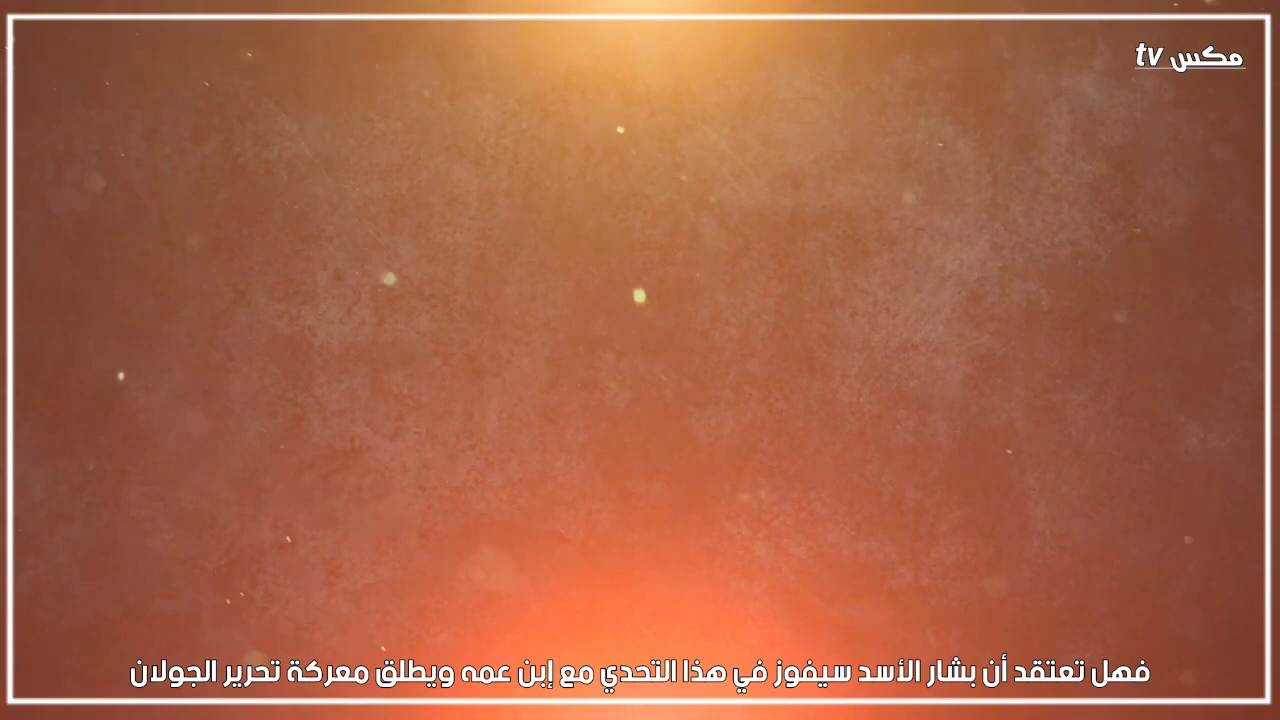 مكس tv
فهل تعتقد أن بشار الأسد سيفوز في هذا التحدي مع إبن عمه ويطلق معركة تحرير الجولان